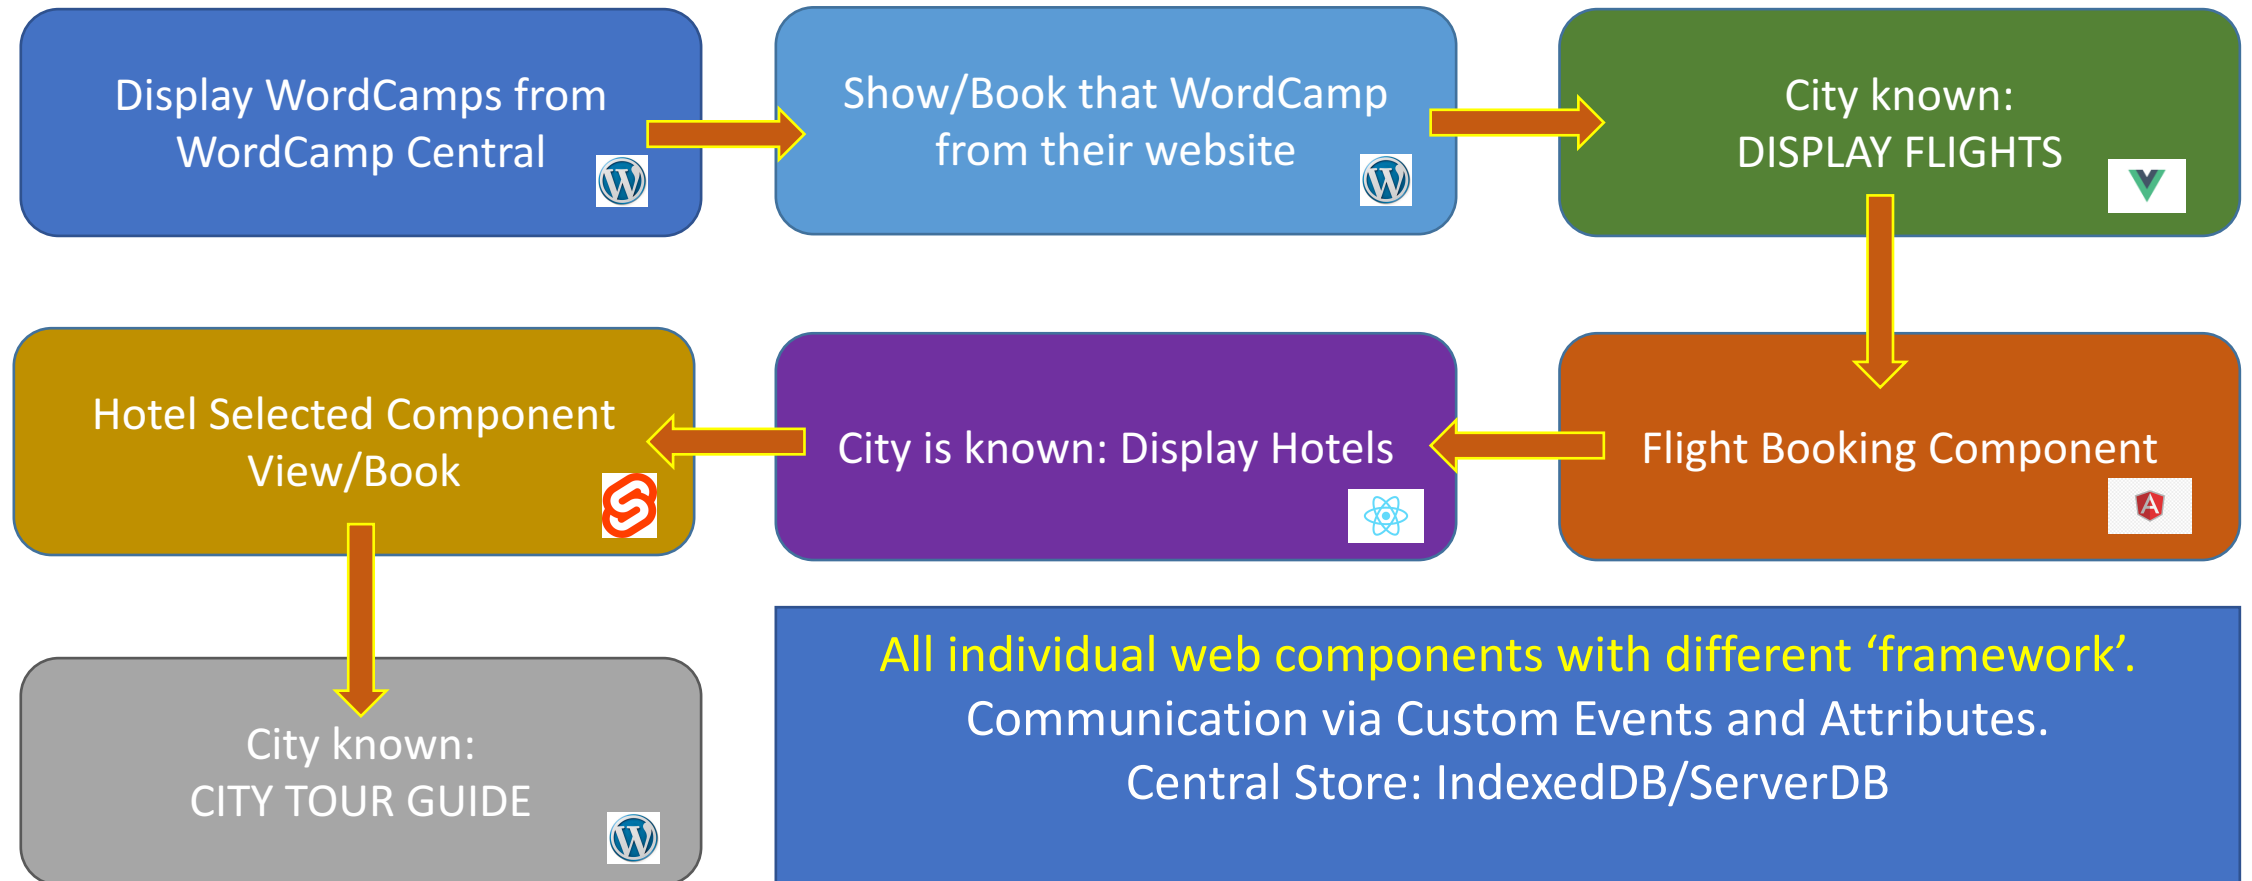 Display WordCamps from
WordCamp Central
Show/Book that WordCamp
from their website
City known:
DISPLAY FLIGHTS
Hotel Selected Component
View/Book
City is known: Display Hotels
Flight Booking Component
City known:
CITY TOUR GUIDE
All individual web components with different ‘framework’.
Communication via Custom Events and Attributes.
Central Store: IndexedDB/ServerDB